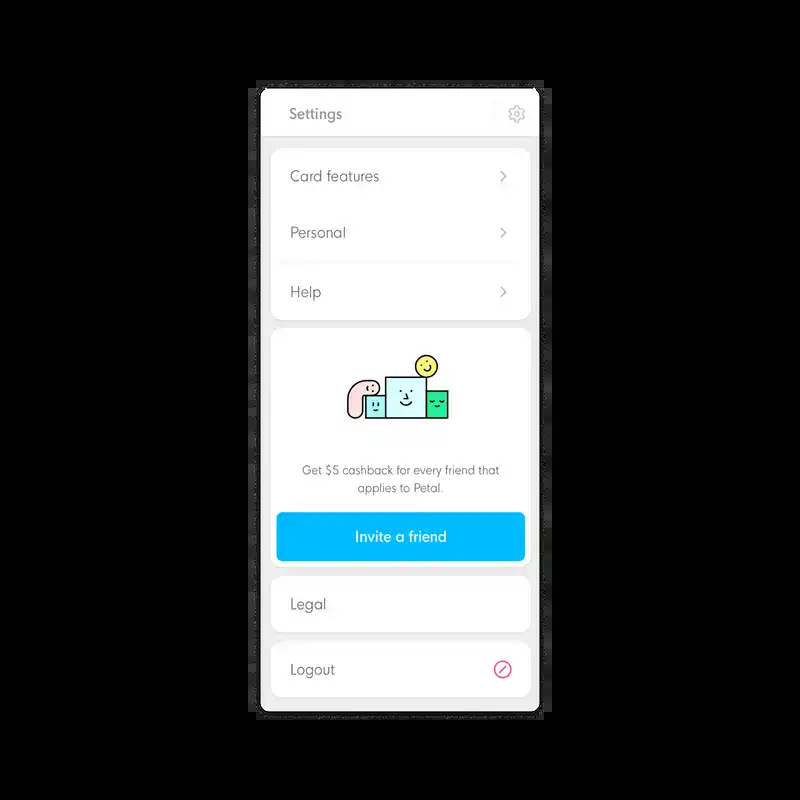 Settings
Card features
Personal
Help
Get $5 cashback for every friend that
applies to Petal.
Invite a friend
Legal
Logout